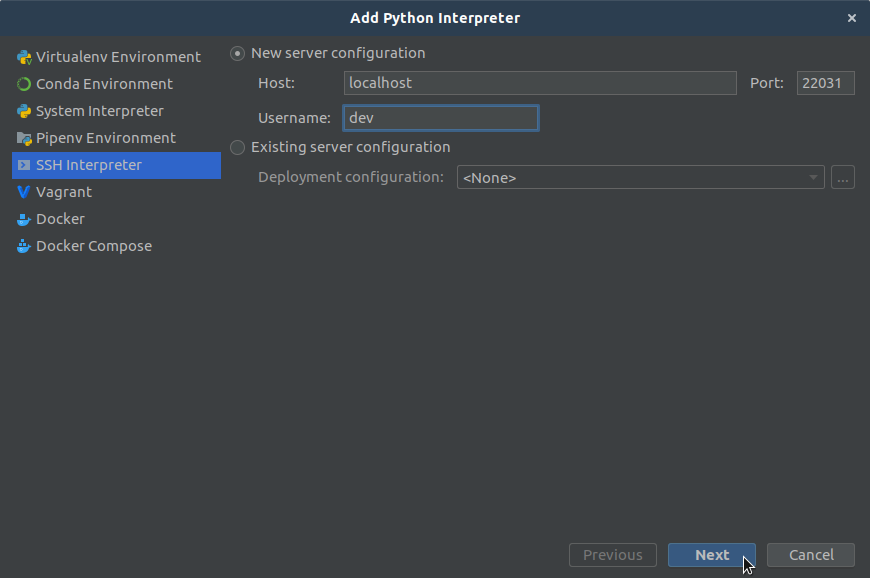 Add Python Interpreter
Virtualenv Environment
Conda Environment
System Interpreter
Pipenv Environment
SSH Interpreter
Vagrant
Docker
Docker Compose
New server configuration
Host: localhost Port: 22031
Username: dev
Existing server configuration
Deployment configuration: <None> ...
Previous Next Cancel